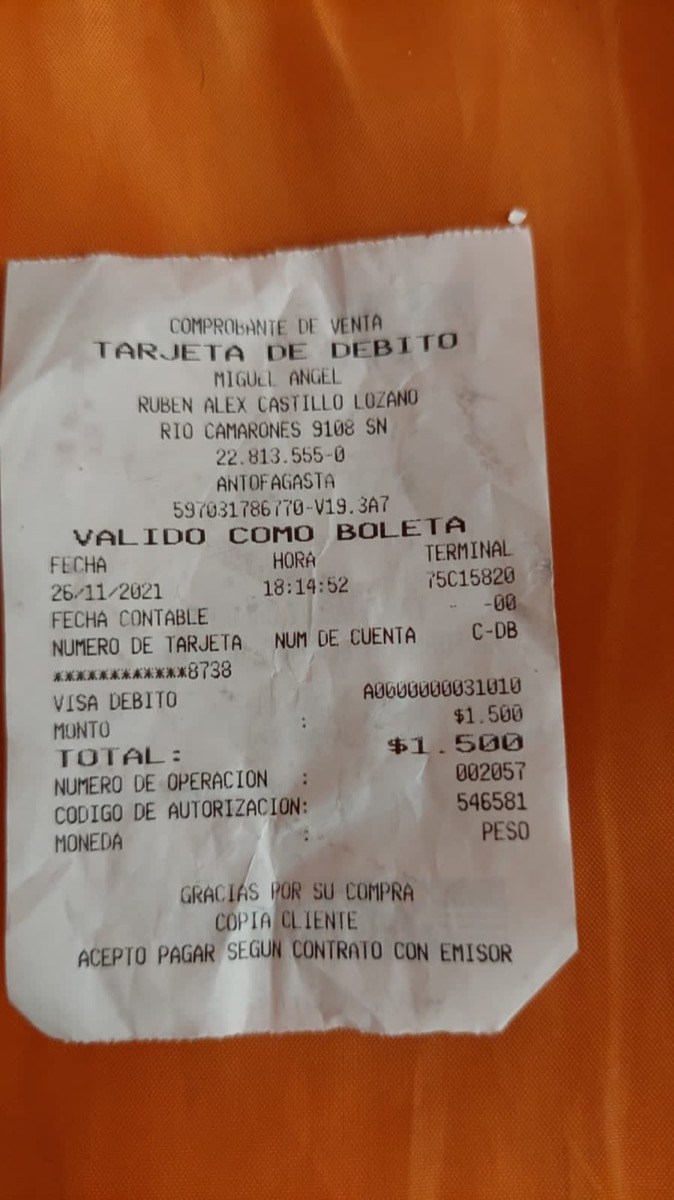 COMPROBANTE DE VENTA
TARJETA DE DEBITO
MIGUEL ANGEL
RUBEN ALEX CASTILLO LOZANO
RIO CAMARONES 9108 SN
22.813.555-0
ANTOFAGASTA
597031786770-V19.3A7
VALIDO COMO BOLETA
FECHA HORA TERMINAL
26/11/2021 18:14:52 75C15820
FECHA CONTABLE - -00
NUMERO DE TARJETA NUM DE CUENTA C-DB
************8738
VISA DEBITO A0000000031010
MONTO : $1.500
TOTAL: $1.500
NUMERO DE OPERACION : 002057
CODIGO DE AUTORIZACION: 546581
MONEDA : PESO
GRACIAS POR SU COMPRA
COPIA CLIENTE
ACEPTO PAGAR SEGUN CONTRATO CON EMISOR